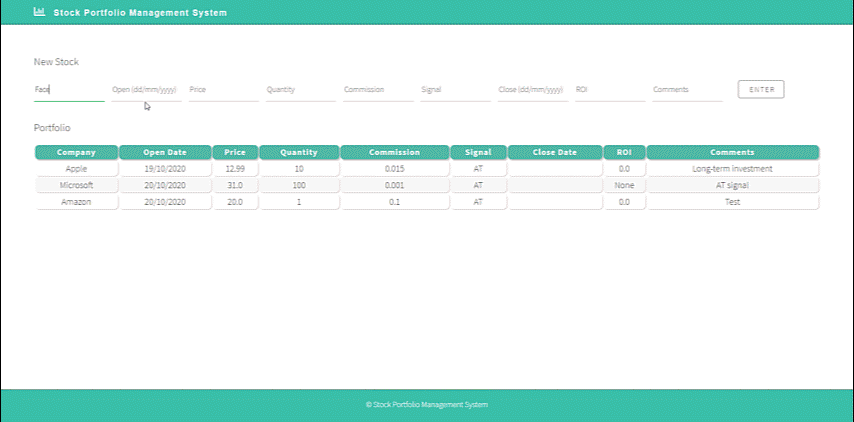 Stock Portfolio Management System
New Stock
Face Open (dd/mm/yyyy) Price Quantity Commission Signal Close (dd/mm/yyyy) ROI Comments ENTER
Portfolio
Company Open Date Price Quantity Commission Signal Close Date ROI Comments
Apple 19/10/2020 12.99 10 0.015 AT 0.0 Long-term investment
Microsoft 20/10/2020 31.0 100 0.001 AT None AT signal
Amazon 20/10/2020 20.0 1 0.1 AT 0.0 Test
© Stock Portfolio Management System